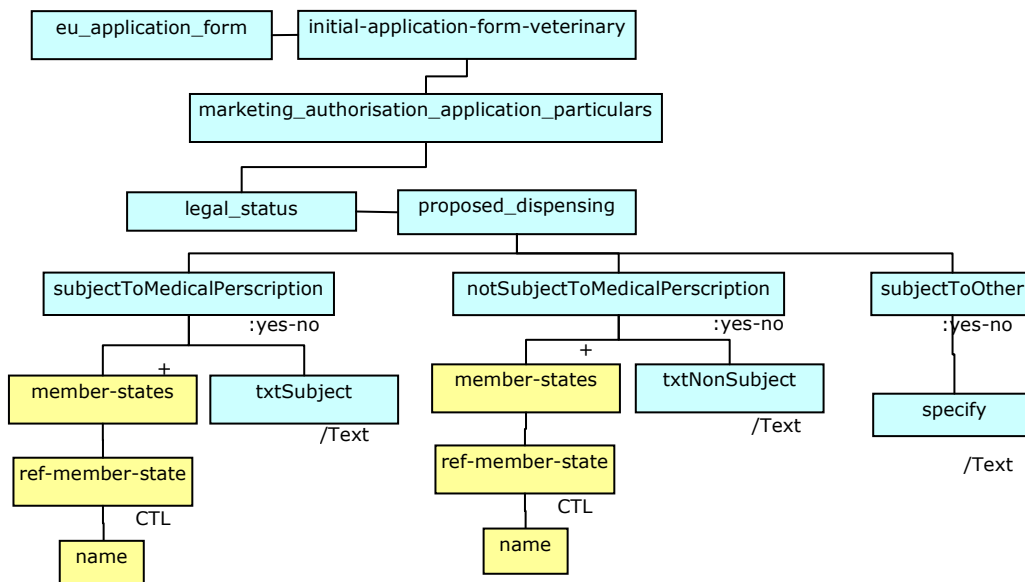 eu_application_form
initial-application-form-veterinary
marketing_authorisation_application_particulars
legal_status
proposed_dispensing
subjectToMedicalPerscription
notSubjectToMedicalPerscription
subjectToOther
:yes-no
:yes-no
:yes-no
+
+
member-states
txtSubject
member-states
txtNonSubject
specify
/Text
/Text
/Text
ref-member-state
ref-member-state
CTL
CTL
name
name